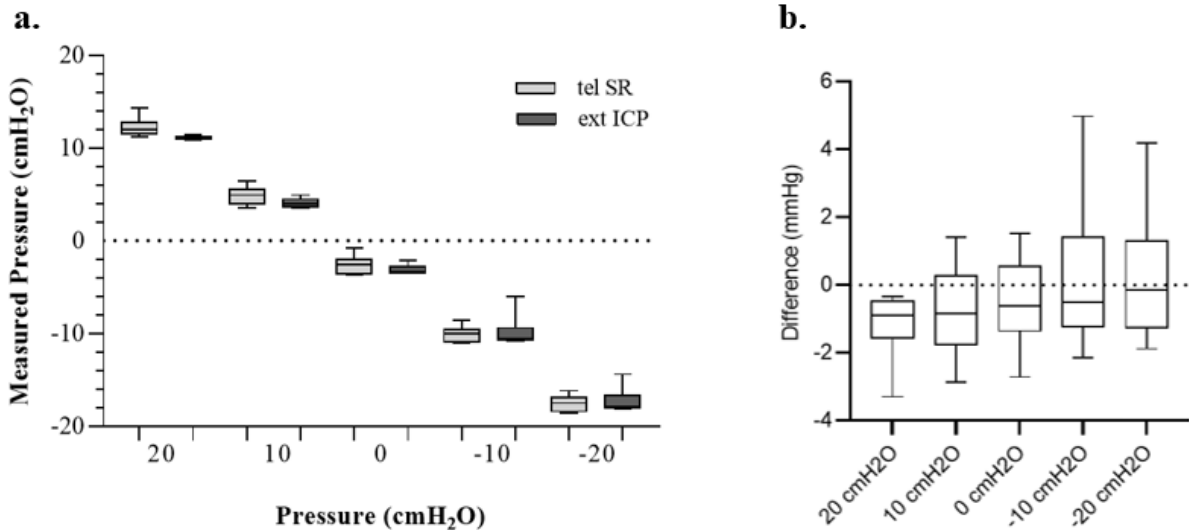 a.
Measured Pressure (cmH₂O)
20
10
0
-10
-20
tel SR
ext ICP
20 10 0 -10 -20
Pressure (cmH₂O)
b.
Difference (mmHg)
6
4
2
0
-2
-4
20 cmH2O
10 cmH2O
0 cmH2O
-10 cmH2O
-20 cmH2O